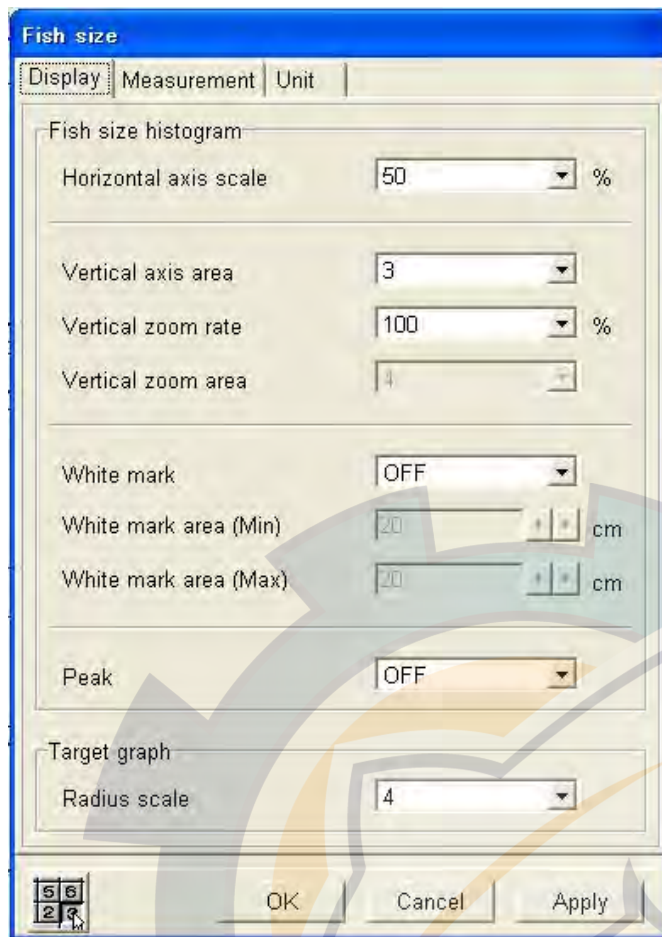 Fish size
Display Measurement Unit
Fish size histogram
Horizontal axis scale 50 %
Vertical axis area 3
Vertical zoom rate 100 %
Vertical zoom area 4
White mark OFF
White mark area (Min) 20 cm
White mark area (Max) 20 cm
Peak OFF
Target graph
Radius scale 4
5 6
2 3
OK Cancel Apply